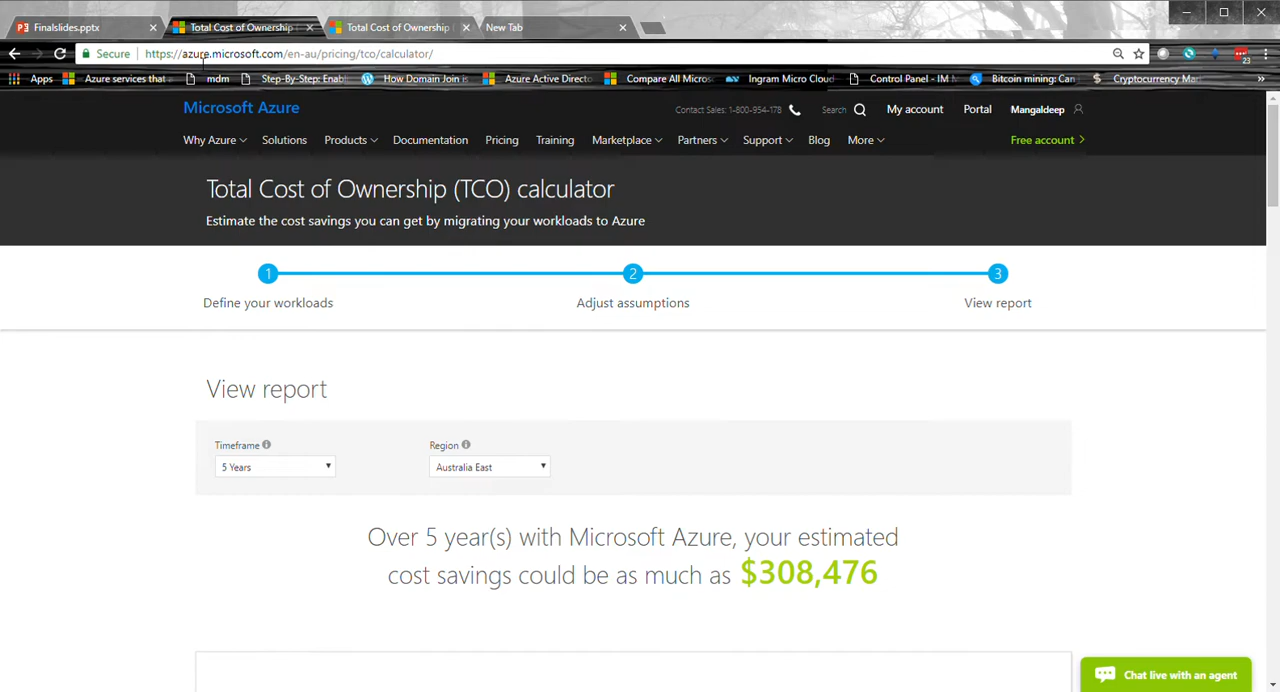 Finalslides.pptx
Total Cost of Ownership
Total Cost of Ownership
New Tab
Secure
https://azure.microsoft.com/en-au/pricing/tco/calculator/
23
Apps
Azure services that a
mdm
Step-By-Step: Enabli
How Domain Join is
Azure Active Directo
Compare All Micros
Ingram Micro Cloud
Control Panel - IM
Bitcoin mining: Can
Cryptocurrency Mar
»
Microsoft Azure
Contact Sales: 1-800-954-178
Search
My account
Portal
Mangaldeep
Why Azure
Solutions
Products
Documentation
Pricing
Training
Marketplace
Partners
Support
Blog
More
Free account >
Total Cost of Ownership (TCO) calculator
Estimate the cost savings you can get by migrating your workloads to Azure
1
2
3
Define your workloads
Adjust assumptions
View report
View report
Timeframe
Region
5 Years
Australia East
Over 5 year(s) with Microsoft Azure, your estimated
cost savings could be as much as $308,476
Chat live with an agent